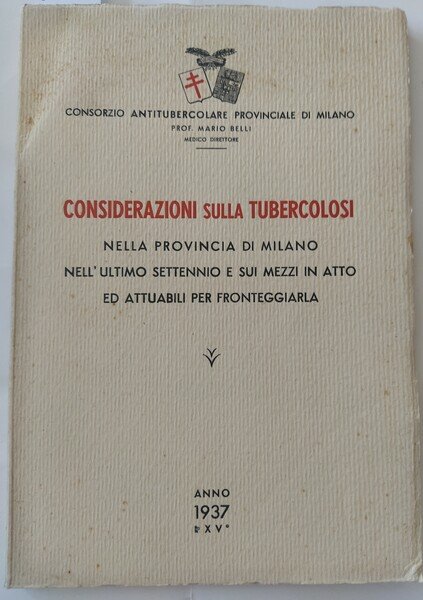 CONSORZIO ANTITUBERCOLARE PROVINCIALE DI MILANO
PROF. MARIO BELLI
MEDICO DIRETTORE
CONSIDERAZIONI SULLA TUBERCOLOSI
NELLA PROVINCIA DI MILANO
NELL'ULTIMO SETTENNIO E SUI MEZZI IN ATTO
ED ATTUABILI PER FRONTEGGIARLA
ANNO
1937
XVº